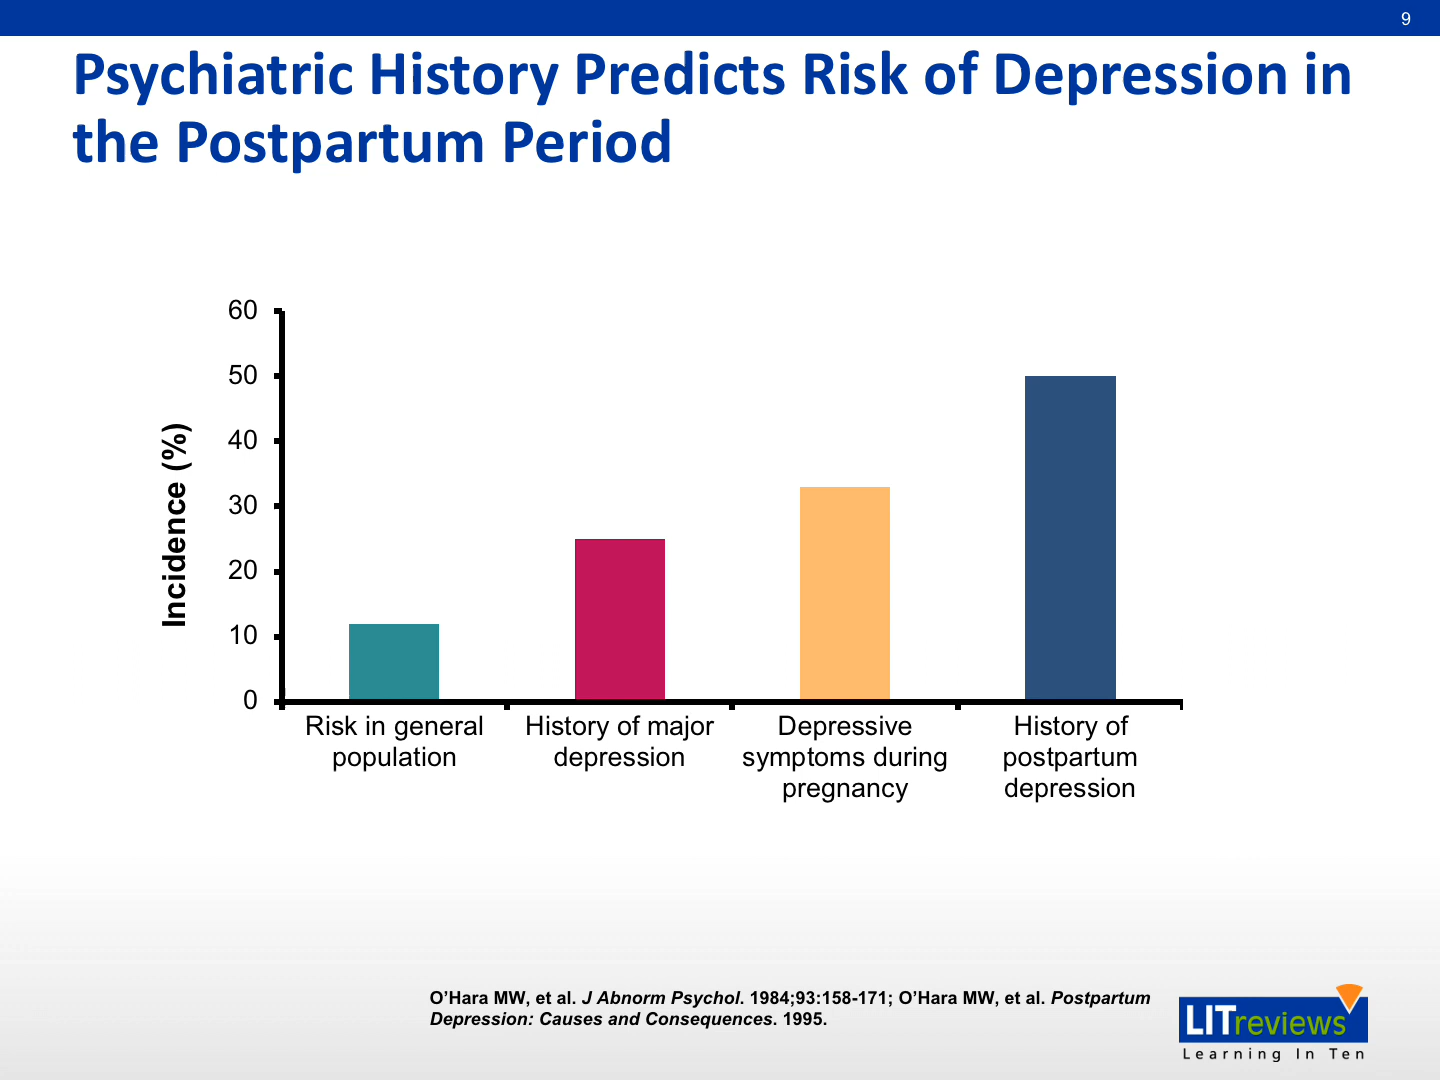 9
Psychiatric History Predicts Risk of Depression in
the Postpartum Period
60
50
40
30
20
10
0
Incidence (%)
Risk in general
population
History of major
depression
Depressive
symptoms during
pregnancy
History of
postpartum
depression
O’Hara MW, et al. J Abnorm Psychol. 1984;93:158-171; O’Hara MW, et al. Postpartum
Depression: Causes and Consequences. 1995.
LITreviews
Learning In Ten